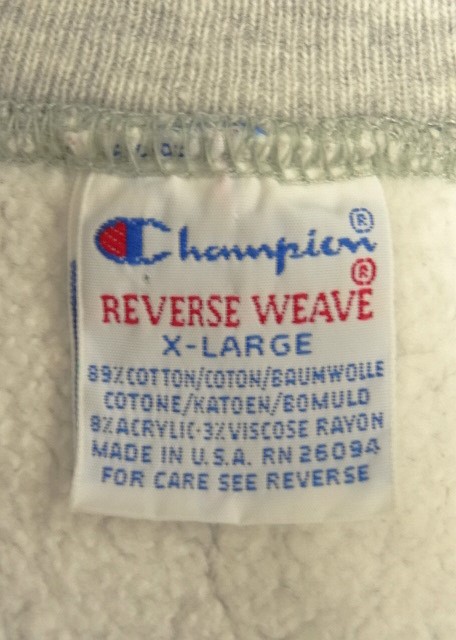 Champion®
REVERSE WEAVE®
X-LARGE
89% COTTON/COTON/BAUMWOLLE
COTONE/KATOEN/BOMULD
8% ACRYLIC·3% VISCOSE RAYON
MADE IN U.S.A. RN 26094
FOR CARE SEE REVERSE